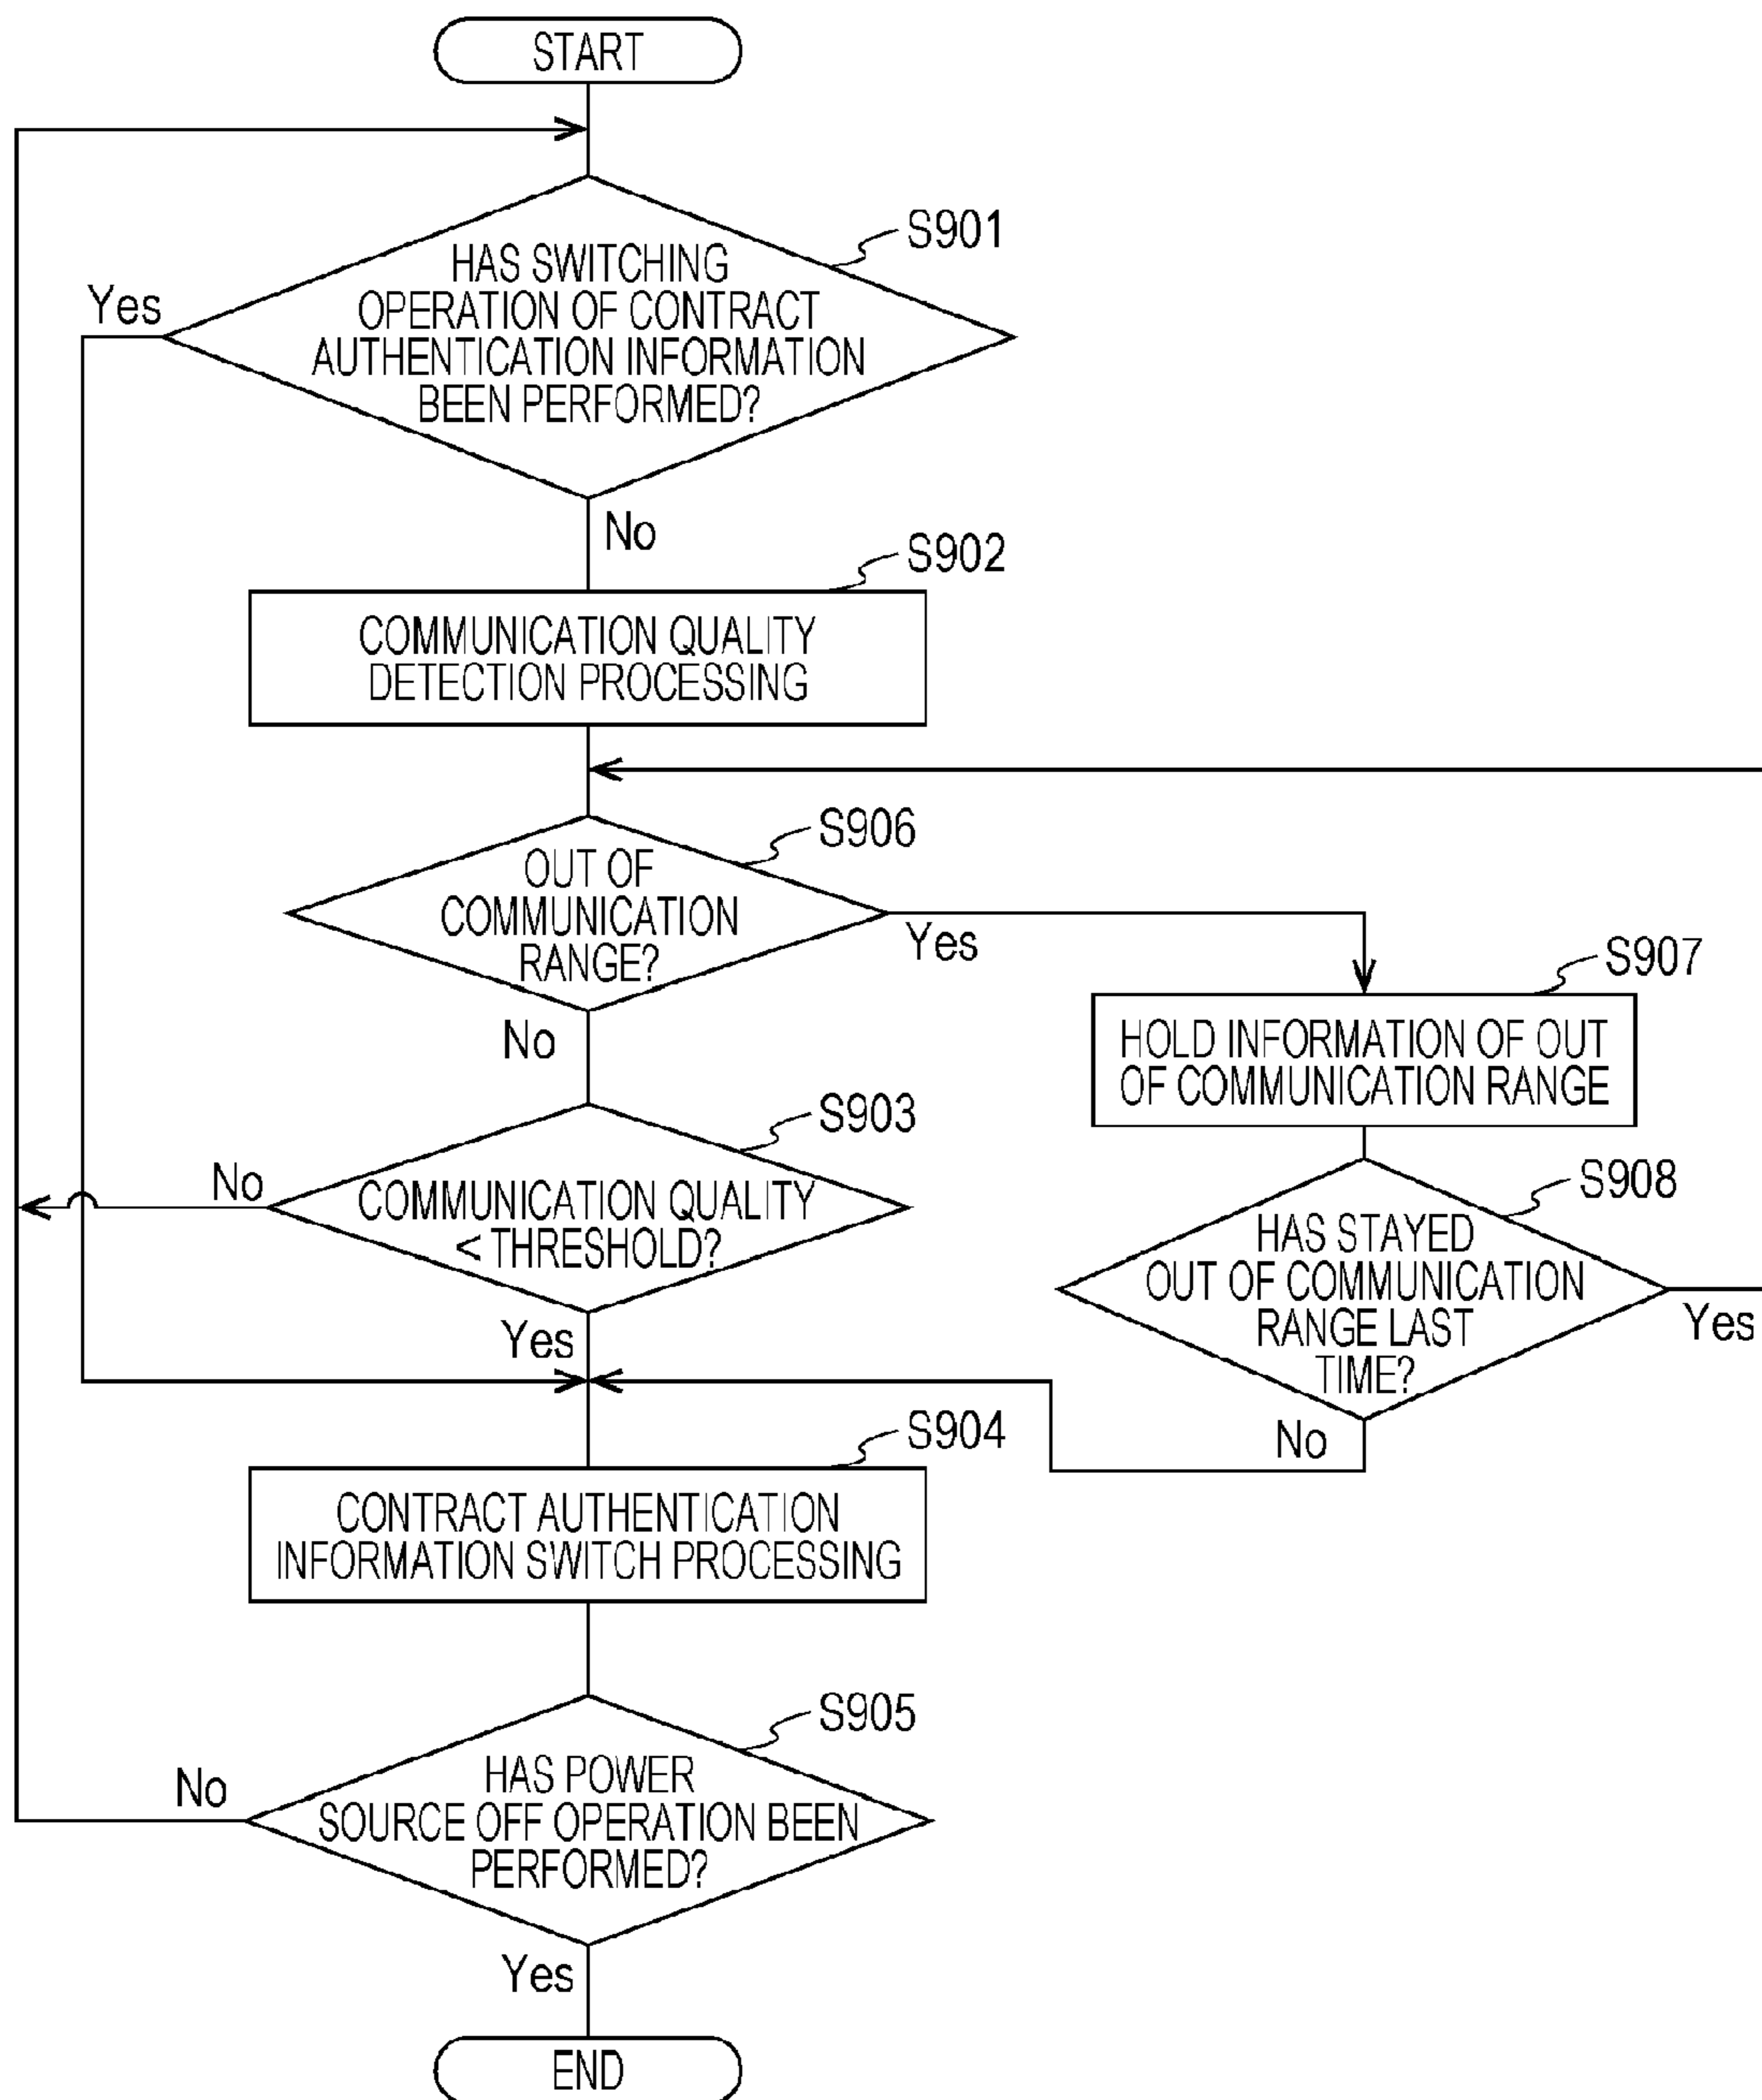 START
S901
HAS SWITCHING
OPERATION OF CONTRACT
AUTHENTICATION INFORMATION
BEEN PERFORMED?
Yes
No
S902
COMMUNICATION QUALITY
DETECTION PROCESSING
S906
OUT OF
COMMUNICATION
RANGE?
Yes
No
S907
HOLD INFORMATION OF OUT
OF COMMUNICATION RANGE
S903
COMMUNICATION QUALITY
< THRESHOLD?
No
Yes
S908
HAS STAYED
OUT OF COMMUNICATION
RANGE LAST
TIME?
Yes
No
S904
CONTRACT AUTHENTICATION
INFORMATION SWITCH PROCESSING
S905
HAS POWER
SOURCE OFF OPERATION BEEN
PERFORMED?
No
Yes
END